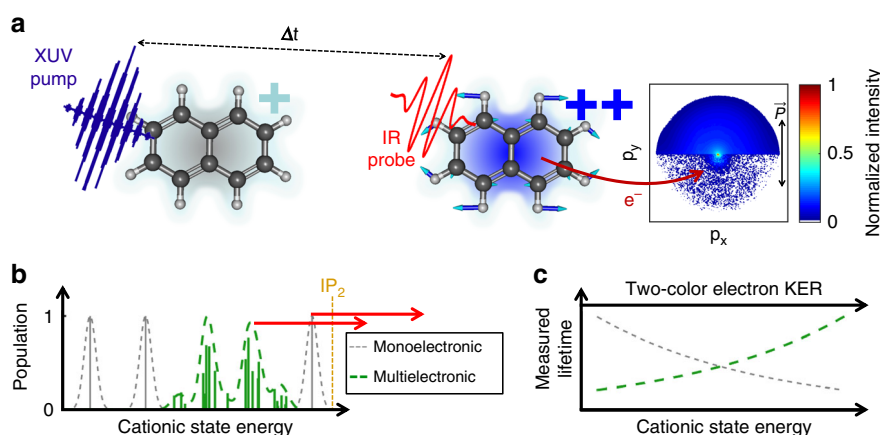 a
XUV
pump
Δt
IR
probe
e⁻
p_y
p_x
P
1
0.5
0
Normalized intensity
b
Population
1
0
IP₂
Monoelectronic
Multielectronic
Cationic state energy
c
Two-color electron KER
Measured
lifetime
Cationic state energy